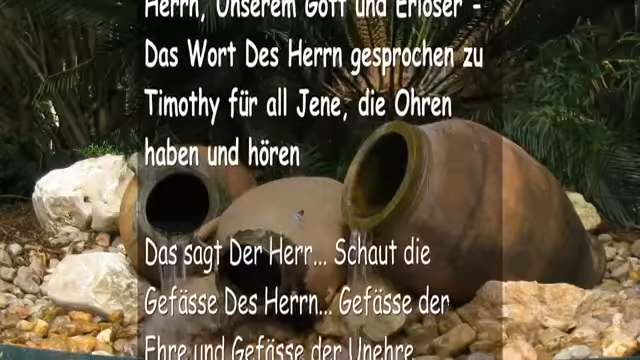 Herrn, Unserem Gott und Erlöser -
Das Wort Des Herrn gesprochen zu
Timothy für all Jene, die Ohren
haben und hören
Das sagt Der Herr... Schaut die
Gefässe Des Herrn... Gefässe der
Ehre und Gefässe der Unehre